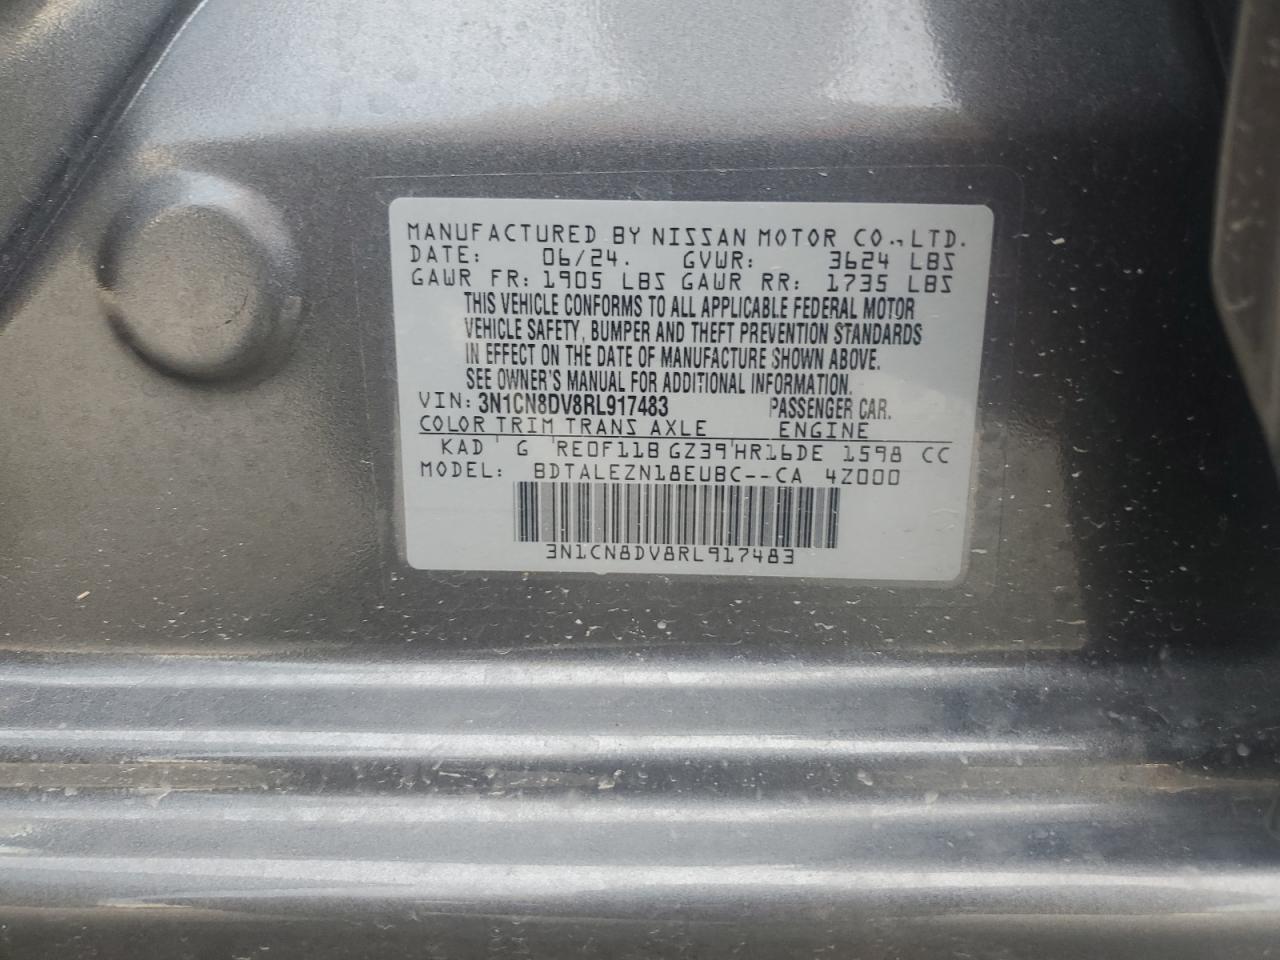 MANUFACTURED BY NISSAN MOTOR CO., LTD.
DATE: 06/24. GVWR: 3624 LBS
GAWR FR: 1905 LBS GAWR RR: 1735 LBS
THIS VEHICLE CONFORMS TO ALL APPLICABLE FEDERAL MOTOR
VEHICLE SAFETY, BUMPER AND THEFT PREVENTION STANDARDS
IN EFFECT ON THE DATE OF MANUFACTURE SHOWN ABOVE.
SEE OWNER'S MANUAL FOR ADDITIONAL INFORMATION.
VIN: 3N1CN8DV8RL917483 PASSENGER CAR.
COLOR TRIM TRANS AXLE ENGINE
KAD G RE0F11B GZ39 HR16DE 1598 CC
MODEL: BDTALEZN18EUBC--CA 4Z000
3N1CN8DV8RL917483